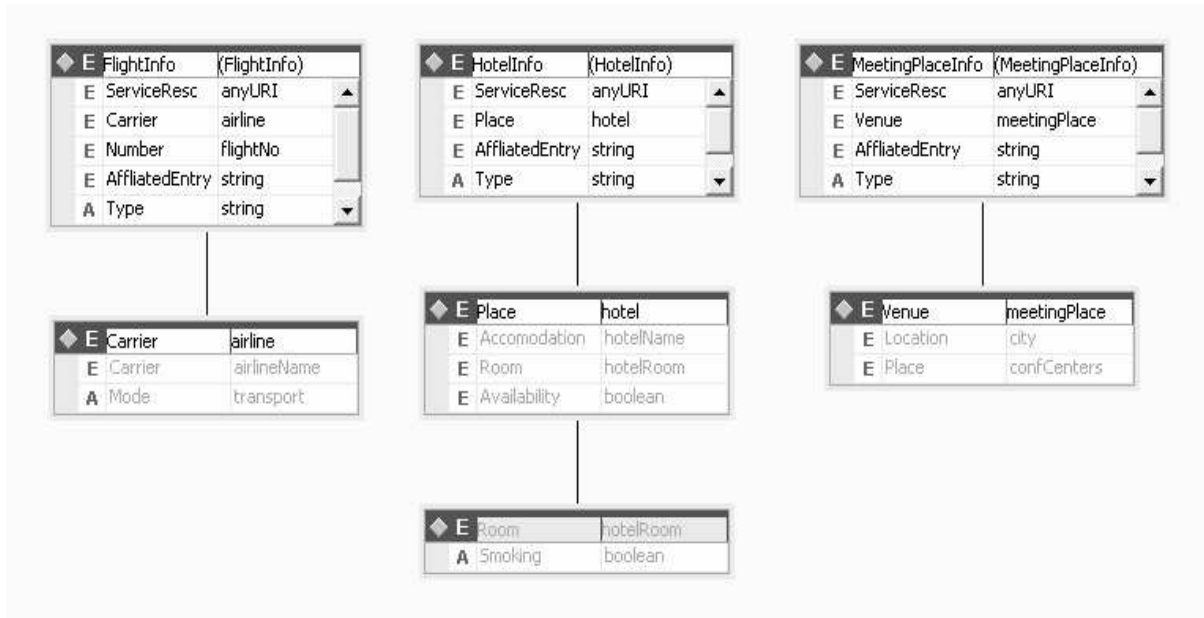 E FlightInfo (FlightInfo)
E ServiceResc anyURI
E Carrier airline
E Number flightNo
E AffliatedEntry string
A Type string
E Carrier airline
E Carrier airlineName
A Mode transport
E HotelInfo (HotelInfo)
E ServiceResc anyURI
E Place hotel
E AffliatedEntry string
A Type string
E Place hotel
E Accomodation hotelName
E Room hotelRoom
E Availability boolean
E Room hotelRoom
A Smoking boolean
E MeetingPlaceInfo (MeetingPlaceInfo)
E ServiceResc anyURI
E Venue meetingPlace
E AffliatedEntry string
A Type string
E Venue meetingPlace
E Location city
E Place confCenters